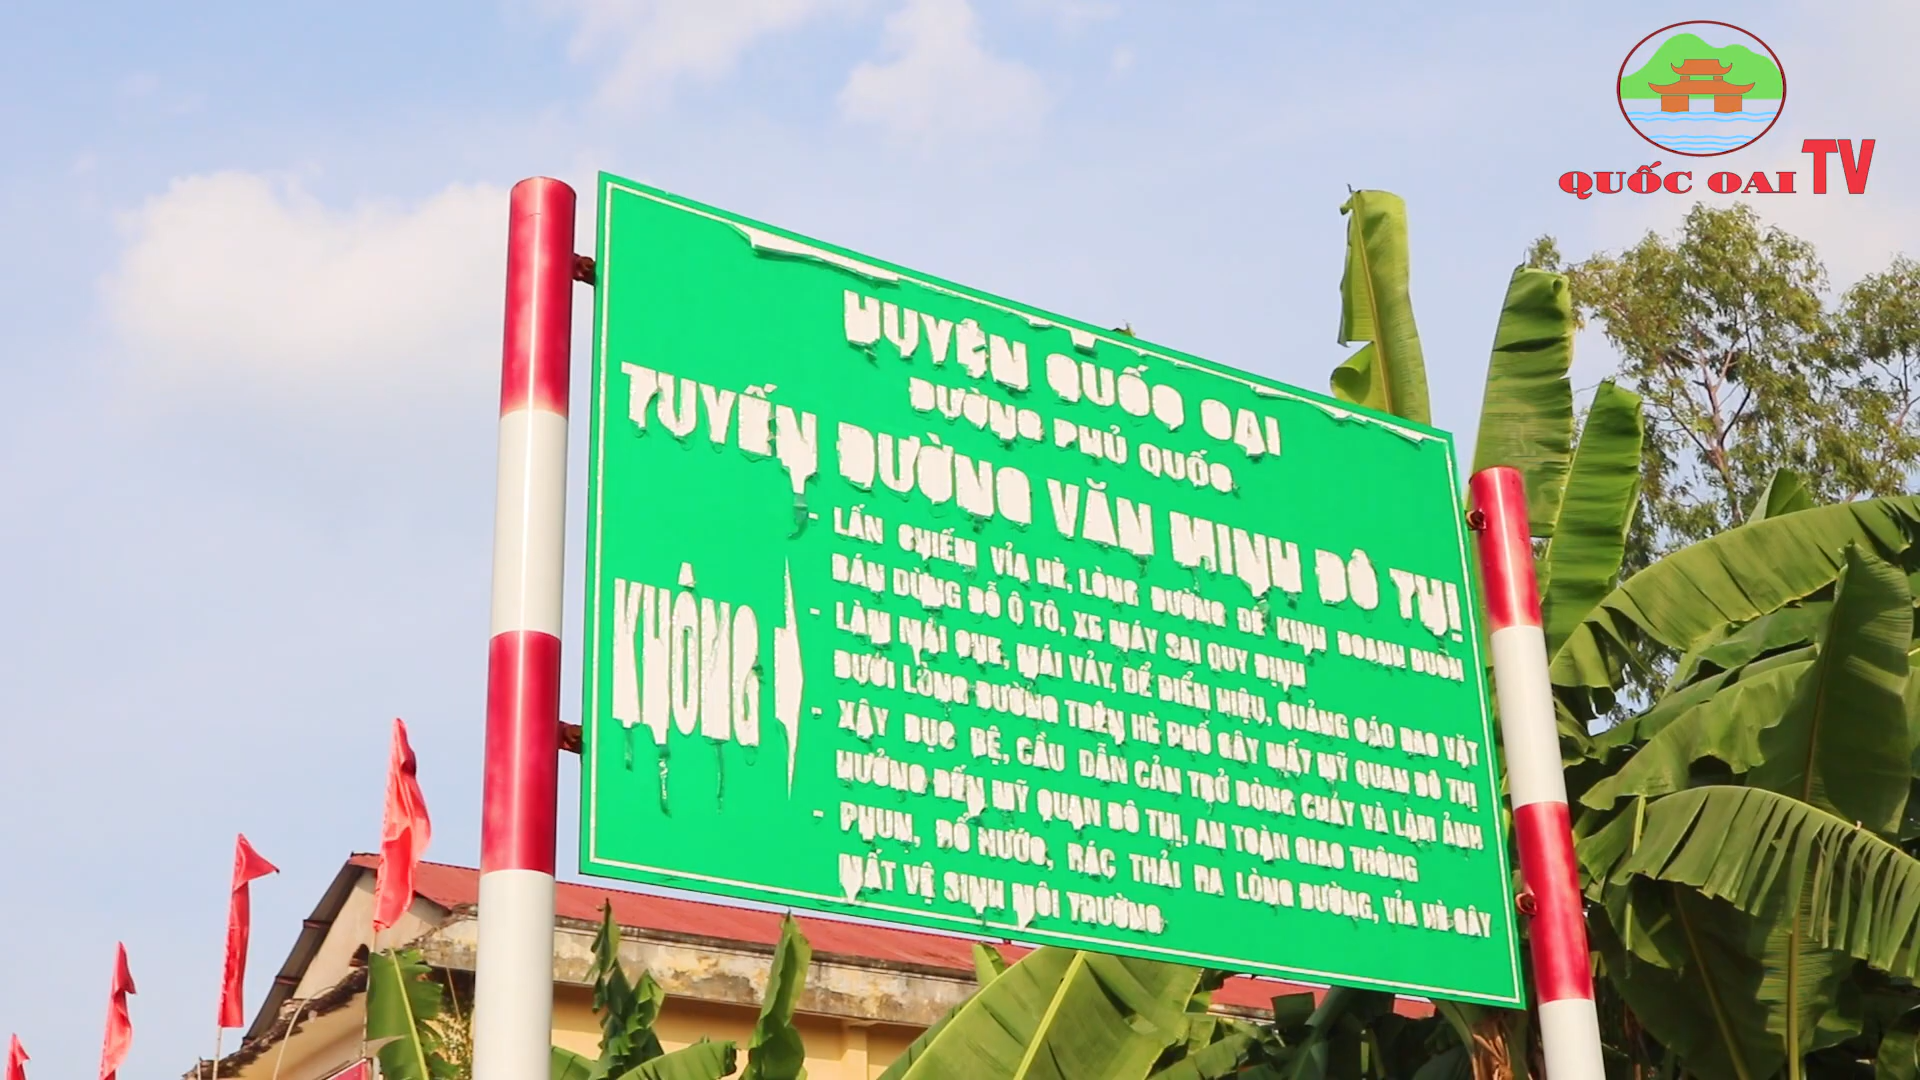 QUỐC OAI TV
HUYỆN QUỐC OAI
ĐƯỜNG PHỦ QUỐC
TUYẾN ĐƯỜNG VĂN MINH ĐÔ THỊ
KHÔNG
- LẤN CHIẾM VỈA HÈ, LÒNG ĐƯỜNG ĐỂ KINH DOANH BUÔN
BÁN DỪNG ĐỖ Ô TÔ, XE MÁY SAI QUY ĐỊNH
- LÀM MÁI CHE, MÁI VẢY, ĐỂ BIỂN HIỆU, QUẢNG CÁO RAO VẶT
DƯỚI LÒNG ĐƯỜNG TRÊN HÈ PHỐ GÂY MẤT MỸ QUAN ĐÔ THỊ
- XÂY BỤC BỆ, CẦU DẪN CẢN TRỞ DÒNG CHẢY VÀ LÀM ẢNH
HƯỞNG ĐẾN MỸ QUAN ĐÔ THỊ, AN TOÀN GIAO THÔNG
- PHUN, ĐỔ NƯỚC, RÁC THẢI RA LÒNG ĐƯỜNG, VỈA HÈ GÂY
MẤT VỆ SINH MÔI TRƯỜNG